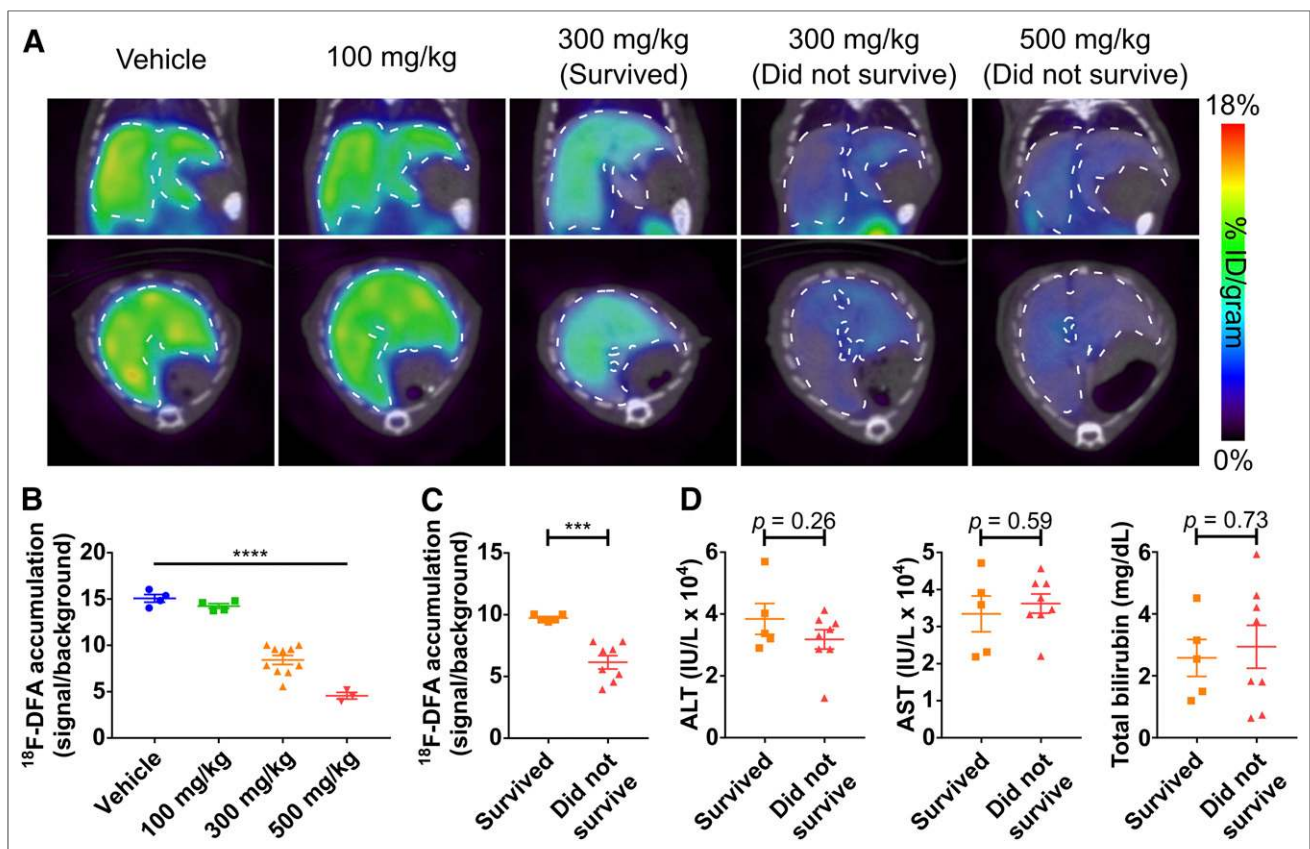 A
Vehicle
100 mg/kg
300 mg/kg
(Survived)
300 mg/kg
(Did not survive)
500 mg/kg
(Did not survive)
18%
% ID/gram
0%
B
¹⁸F-DFA accumulation
(signal/background)
20
15
10
5
0
****
Vehicle
100 mg/kg
300 mg/kg
500 mg/kg
C
¹⁸F-DFA accumulation
(signal/background)
15
10
5
0
***
Survived
Did not
survive
D
p = 0.26
ALT (IU/L x 10⁴)
6
4
2
0
Survived
Did not
survive
p = 0.59
AST (IU/L x 10⁴)
5
4
3
2
1
0
Survived
Did not
survive
p = 0.73
Total bilirubin (mg/dL)
6
4
2
0
Survived
Did not
survive